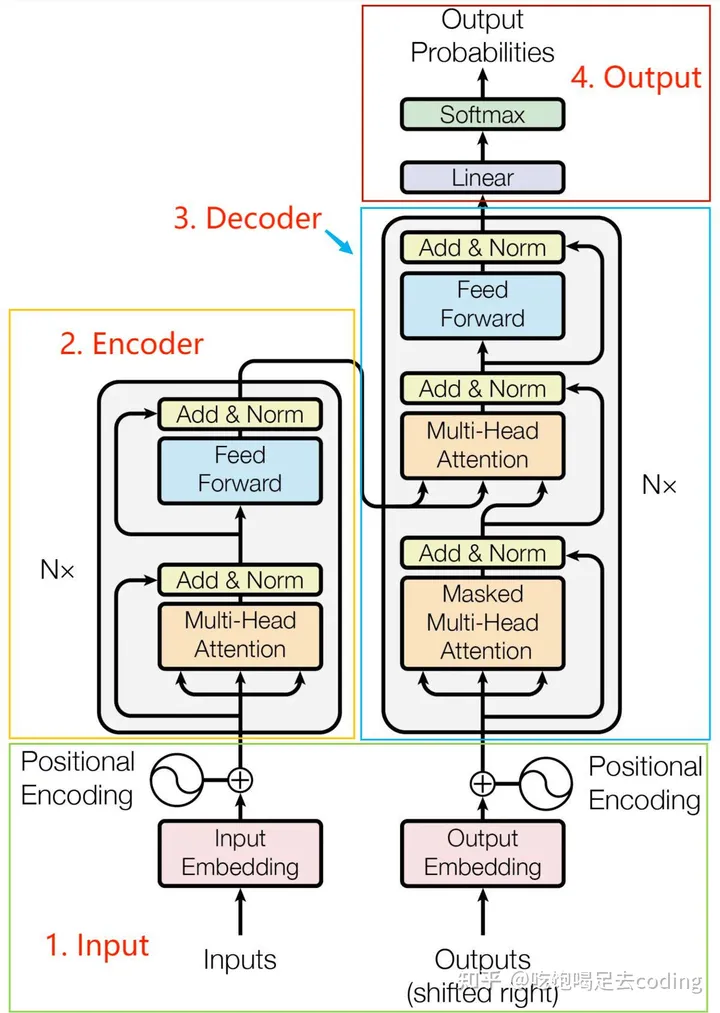 Output
Probabilities
4. Output
Softmax
Linear
3. Decoder
Add & Norm
Feed
Forward
2. Encoder
Add & Norm
Multi-Head
Attention
Add & Norm
Feed
Forward
N×
Add & Norm
Masked
Multi-Head
Attention
N×
Add & Norm
Multi-Head
Attention
Positional
Encoding
Positional
Encoding
Input
Embedding
Output
Embedding
1. Input
Inputs
Outputs
(shifted right)
知乎 @吃饱喝足去coding